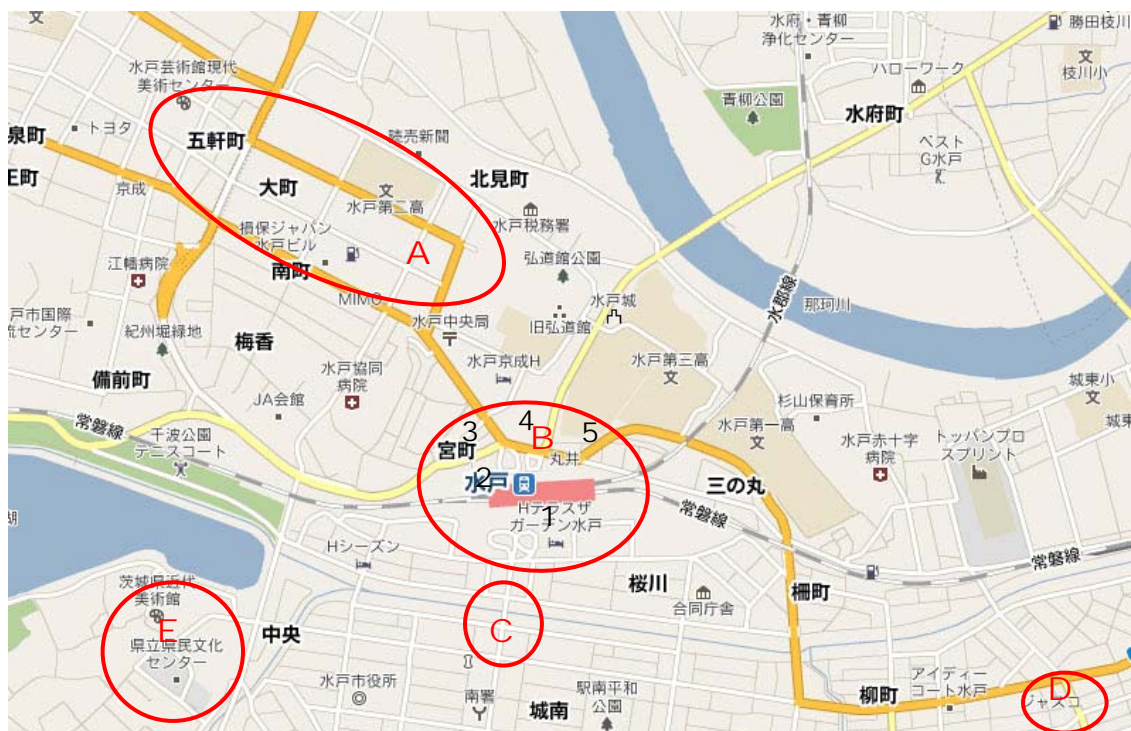 文
水府・青柳
浄化センター
勝田枝川
水戸芸術館現代
美術センター
ハローワーク
文
枝川小
青柳公園
水府町
泉町
トヨタ
五軒町
読売新聞
ベスト
G水戸
王町
京成
大町
文
水戸第二高
北見町
水戸税務署
損保ジャパン
水戸ビル
A
弘道館公園
江幡病院
南町
水郡線
MIMO
水戸城
那珂川
戸市国際
流センター
紀州堀緑地
水戸中央局
旧弘道館
梅香
水戸京成H
水戸第三高
文
備前町
水戸協同
病院
城東小
文
JA会館
杉山保育所
4
水戸第一高
文
城東
常磐線
千波公園
テニスコート
3
B
5
宮町
丸井
水戸赤十字
病院
トッパンプロ
スプリント
2
水戸
三の丸
Hテラスザ
ガーデン水戸
1
常磐線
湖
Hシーズン
常磐線
茨城県近代
美術館
桜川
合同庁舎
柵町
E
中央
C
県立県民文化
センター
水戸市役所
南署
城南
駅南平和
公園
柳町
アイディー
コート水戸
D
ジャスコ